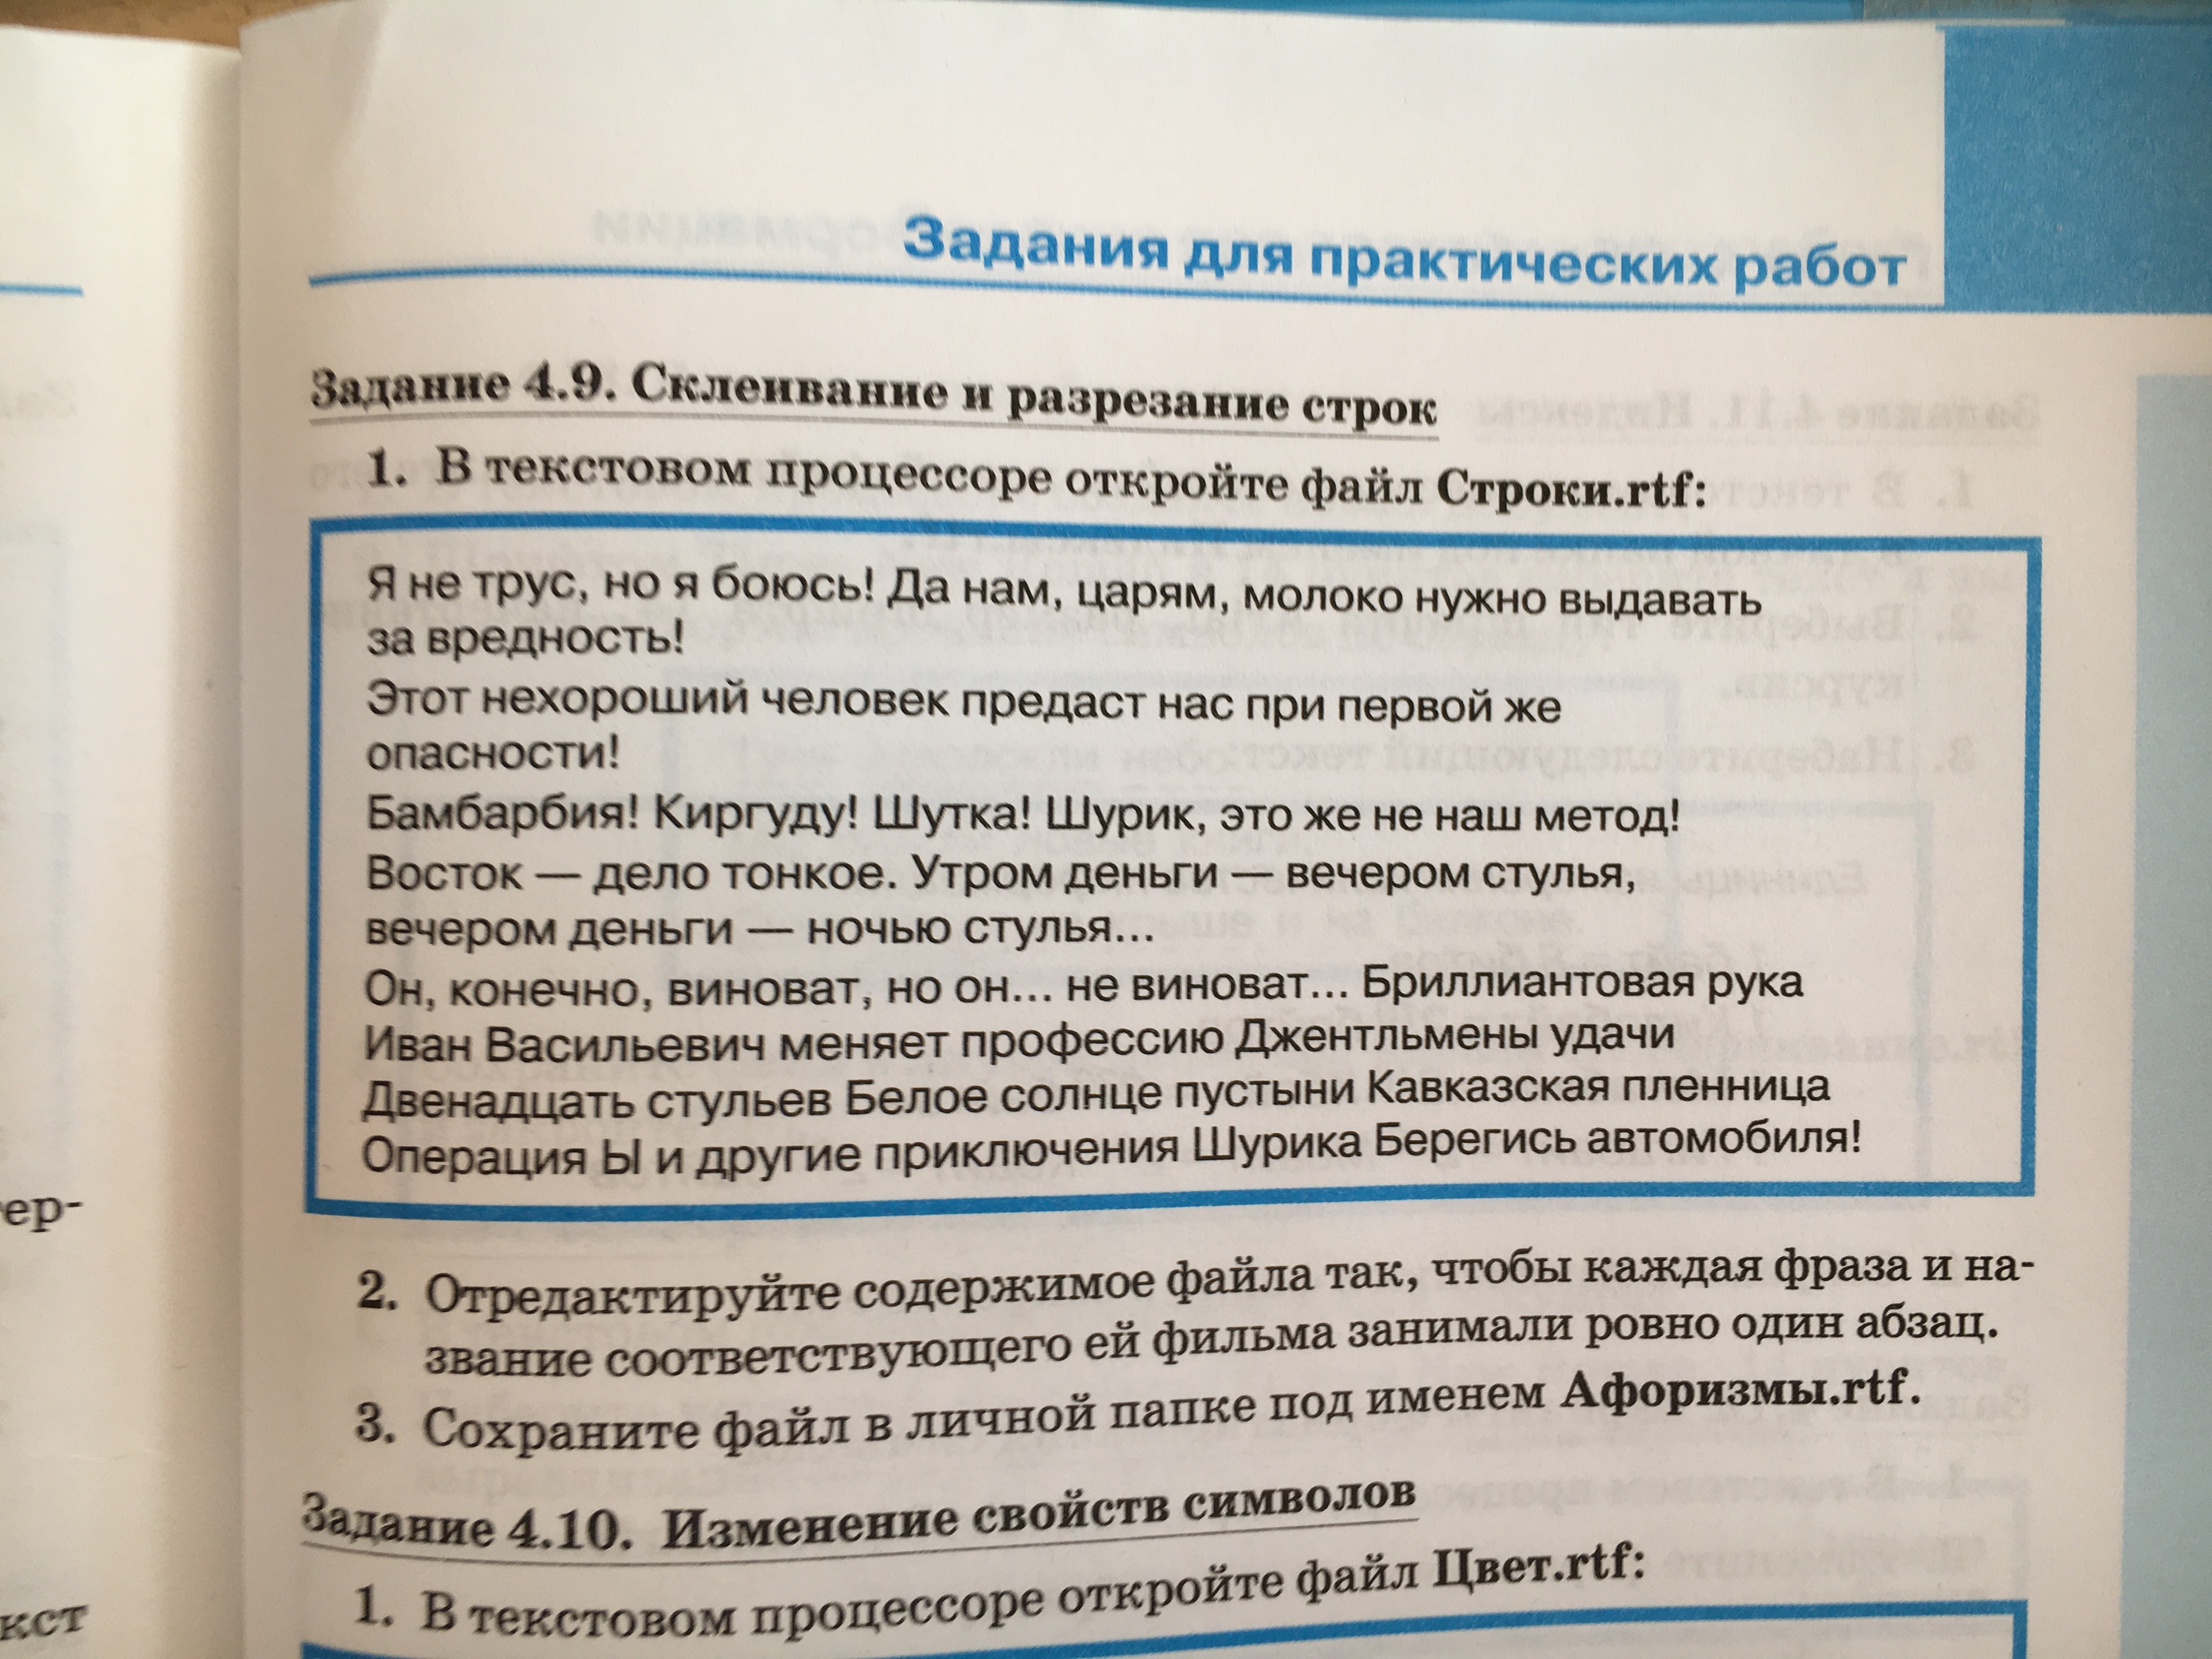 ер-
кст
Задания для практических работ
Задание 4.9. Склеивание и разрезание строк
1. В текстовом процессоре откройте файл Строки.rtf:
Я не трус, но я боюсь! Да нам, царям, молоко нужно выдавать
за вредность!
Этот нехороший человек предаст нас при первой же
опасности!
Бамбарбия! Киргуду! Шутка! Шурик, это же не наш метод!
Восток — дело тонкое. Утром деньги — вечером стулья,
вечером деньги — ночью стулья...
Он, конечно, виноват, но он... не виноват... Бриллиантовая рука
Иван Васильевич меняет профессию Джентльмены удачи
Двенадцать стульев Белое солнце пустыни Кавказская пленница
Операция Ы и другие приключения Шурика Берегись автомобиля!
2. Отредактируйте содержимое файла так, чтобы каждая фраза и на-
звание соответствующего ей фильма занимали ровно один абзац.
3. Сохраните файл в личной папке под именем Афоризмы.rtf.
Задание 4.10. Изменение свойств символов
1. В текстовом процессоре откройте файл Цвет.rtf: